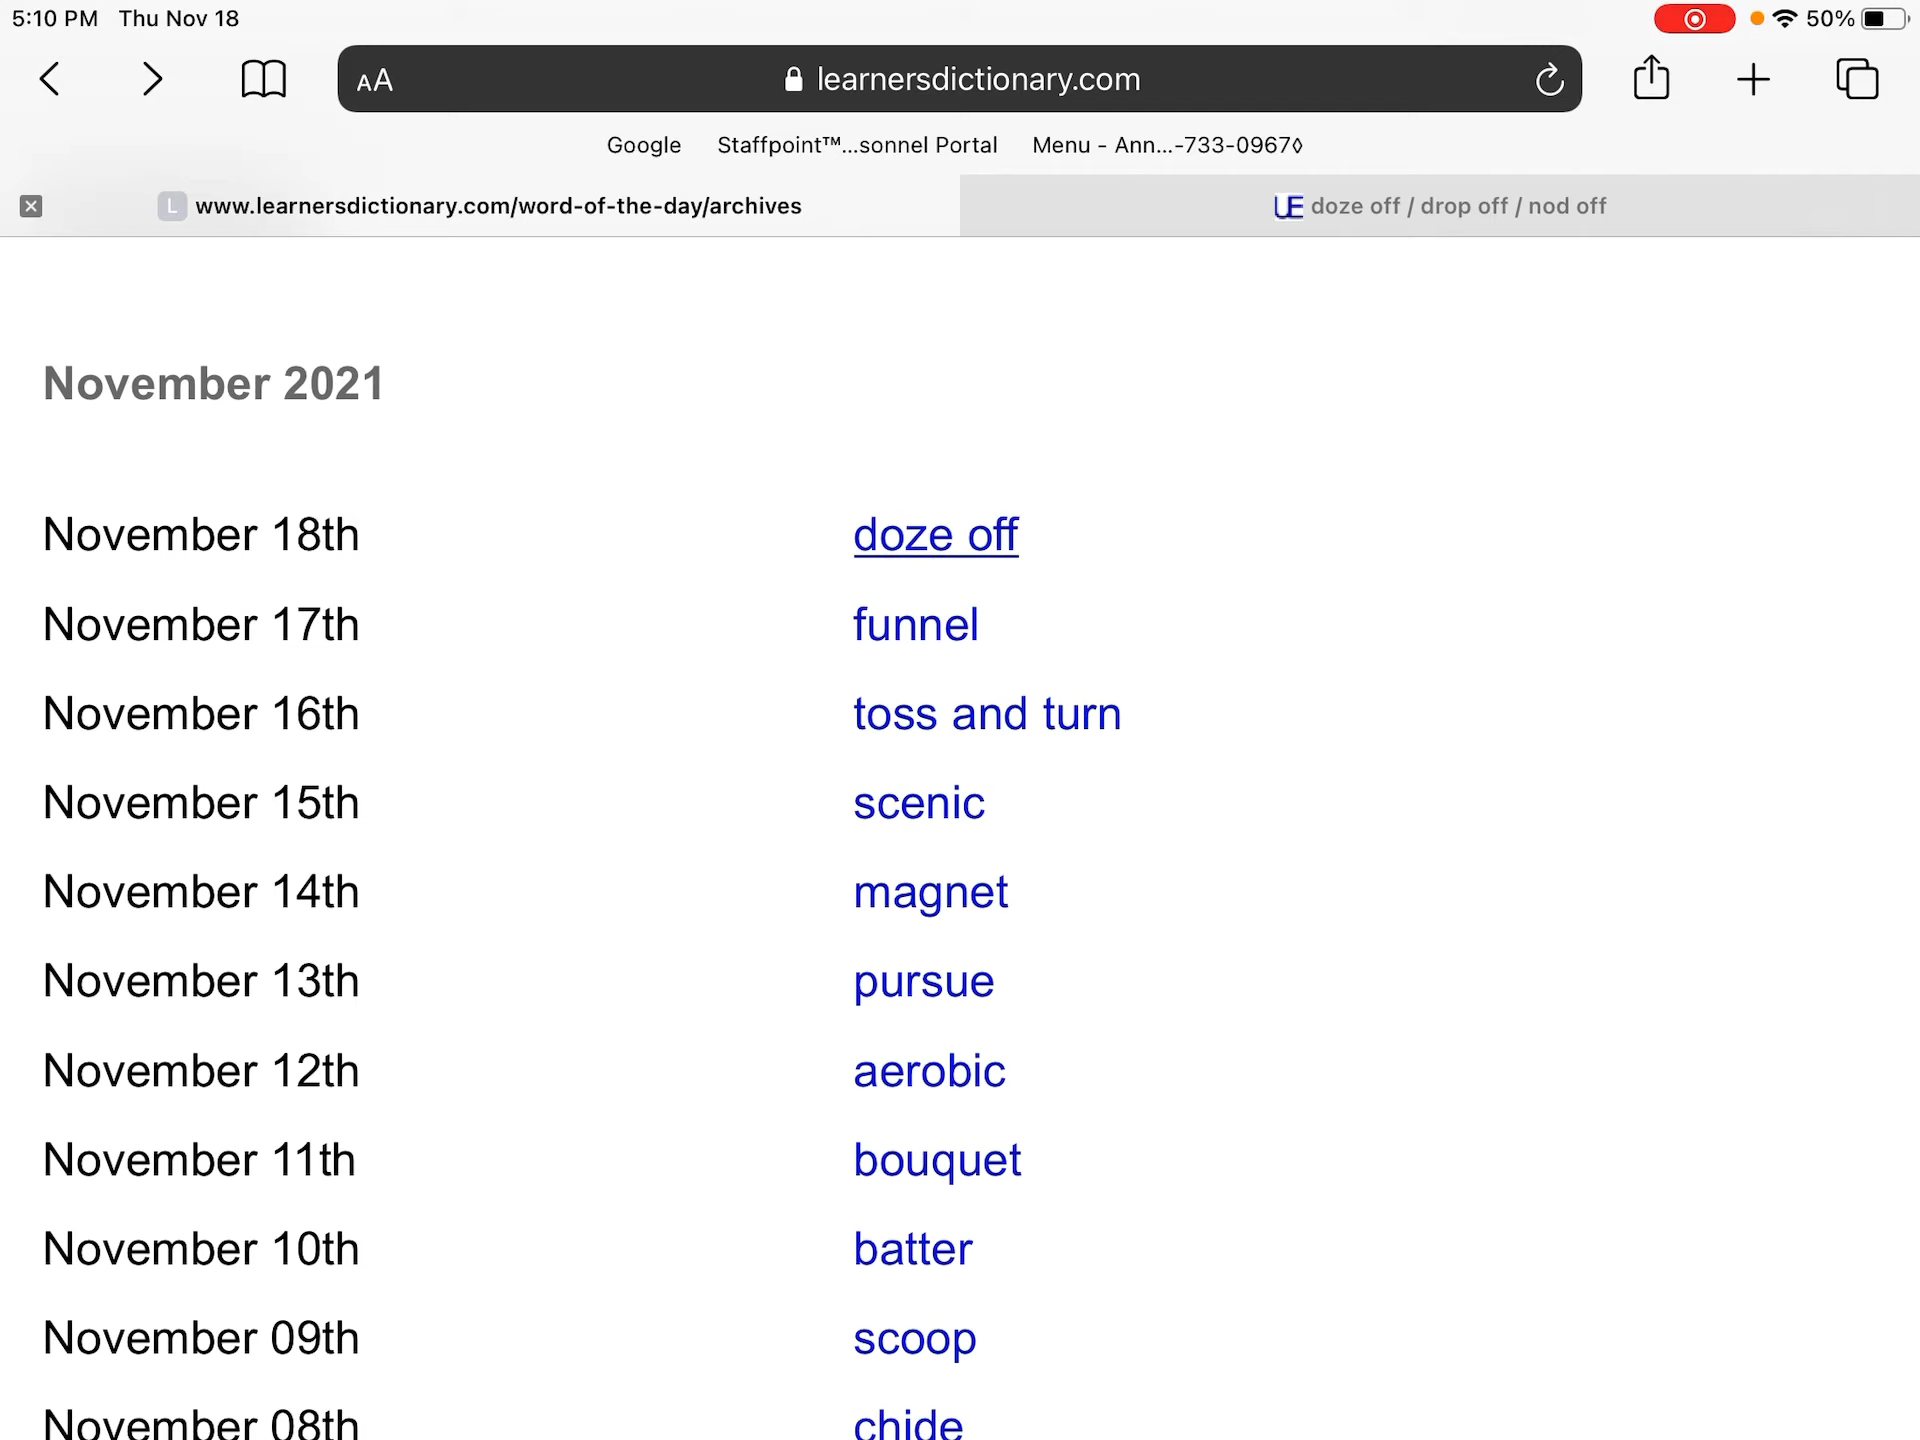 5:10 PM Thu Nov 18
50%
AA learnersdictionary.com
Google Staffpoint™...sonnel Portal Menu - Ann...-733-0967◊
L www.learnersdictionary.com/word-of-the-day/archives UE doze off / drop off / nod off
November 2021
November 18th doze off
November 17th funnel
November 16th toss and turn
November 15th scenic
November 14th magnet
November 13th pursue
November 12th aerobic
November 11th bouquet
November 10th batter
November 09th scoop
November 08th chide